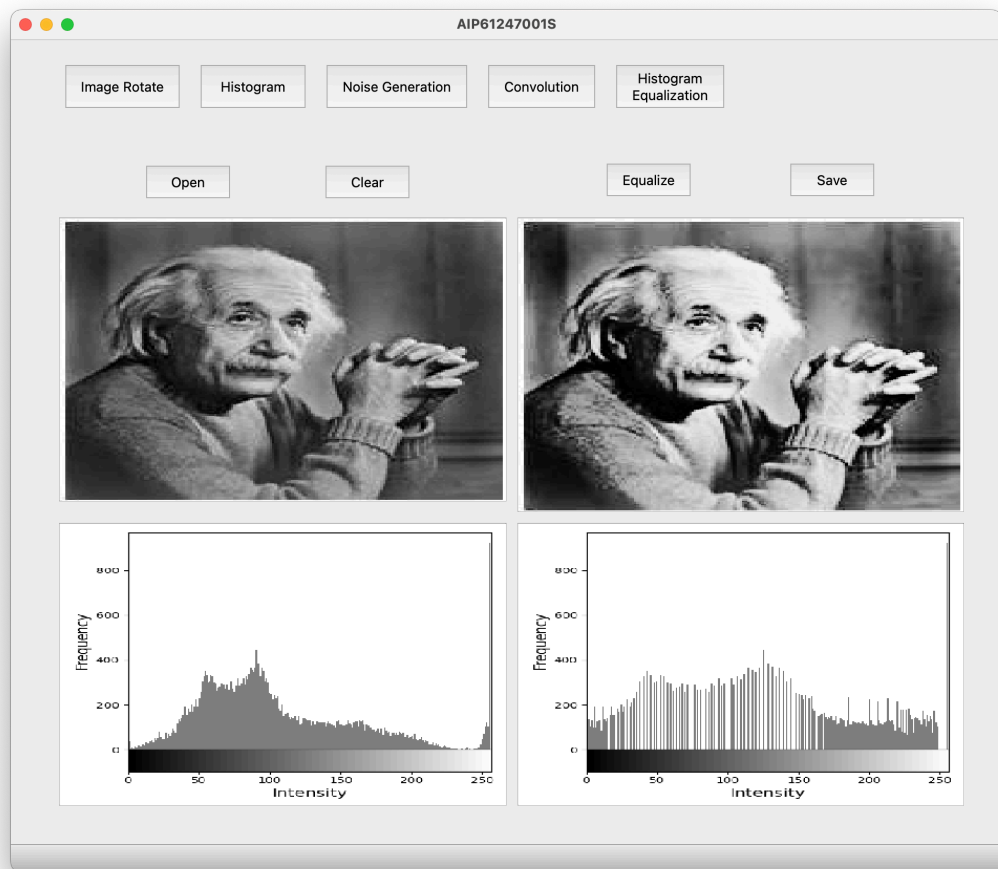 AIP61247001S
Image Rotate
Histogram
Noise Generation
Convolution
Histogram
Equalization
Open
Clear
Equalize
Save
800
600
400
200
0
Frequency
0 50 100 150 200 250
Intensity
800
600
400
200
0
Frequency
0 50 100 150 200 250
Intensity